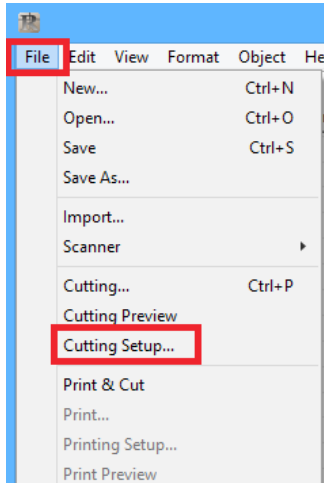 File Edit View Format Object He
New... Ctrl+N
Open... Ctrl+O
Save Ctrl+S
Save As...
Import...
Scanner
Cutting... Ctrl+P
Cutting Preview
Cutting Setup...
Print & Cut
Print...
Printing Setup...
Print Preview